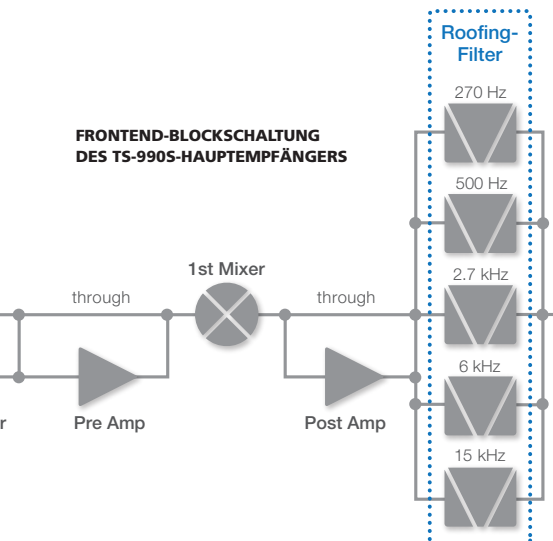 Roofing-
Filter
270 Hz
FRONTEND-BLOCKSCHALTUNG
DES TS-990S-HAUPTEMPFÄNGERS
500 Hz
1st Mixer
2.7 kHz
through
through
6 kHz
r
Pre Amp
Post Amp
15 kHz